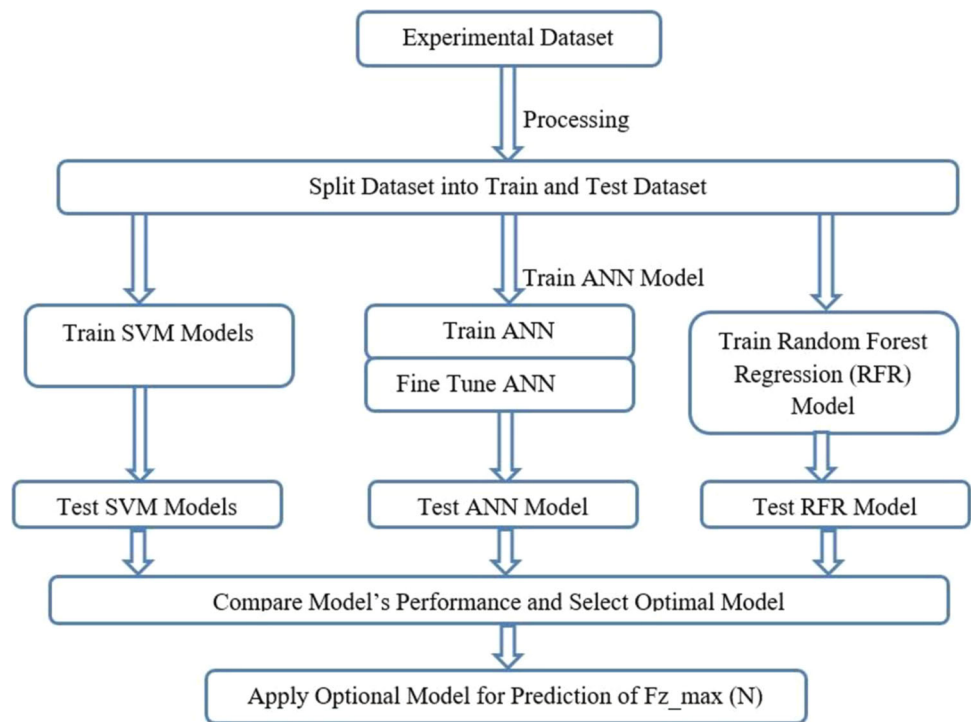 Experimental Dataset
Processing
Split Dataset into Train and Test Dataset
Train ANN Model
Train SVM Models
Train ANN
Fine Tune ANN
Train Random Forest
Regression (RFR)
Model
Test SVM Models
Test ANN Model
Test RFR Model
Compare Model’s Performance and Select Optimal Model
Apply Optional Model for Prediction of Fz_max (N)